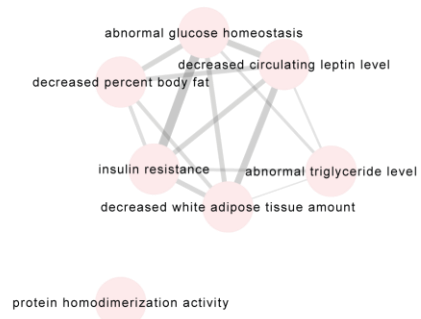 abnormal glucose homeostasis
decreased circulating leptin level
decreased percent body fat
insulin resistance
abnormal triglyceride level
decreased white adipose tissue amount
protein homodimerization activity